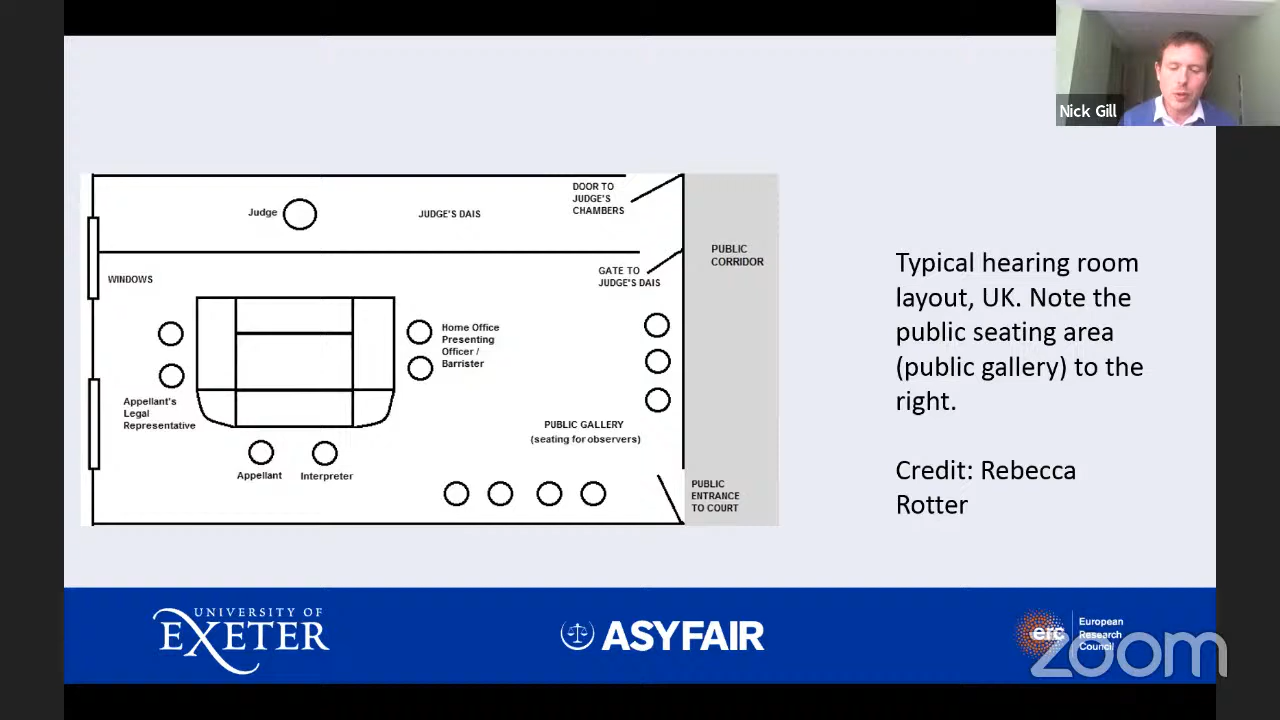 Nick Gill
DOOR TO
JUDGE'S
CHAMBERS
Judge
JUDGE'S DAIS
PUBLIC
CORRIDOR
GATE TO
JUDGE'S DAIS
WINDOWS
Home Office
Presenting
Officer /
Barrister
Appellant's
Legal
Representative
PUBLIC GALLERY
(seating for observers)
Appellant
Interpreter
PUBLIC
ENTRANCE
TO COURT
Typical hearing room
layout, UK. Note the
public seating area
(public gallery) to the
right.
Credit: Rebecca
Rotter
UNIVERSITY OF
EXETER
ASYFAIR
erc
European
Research
Council
zoom